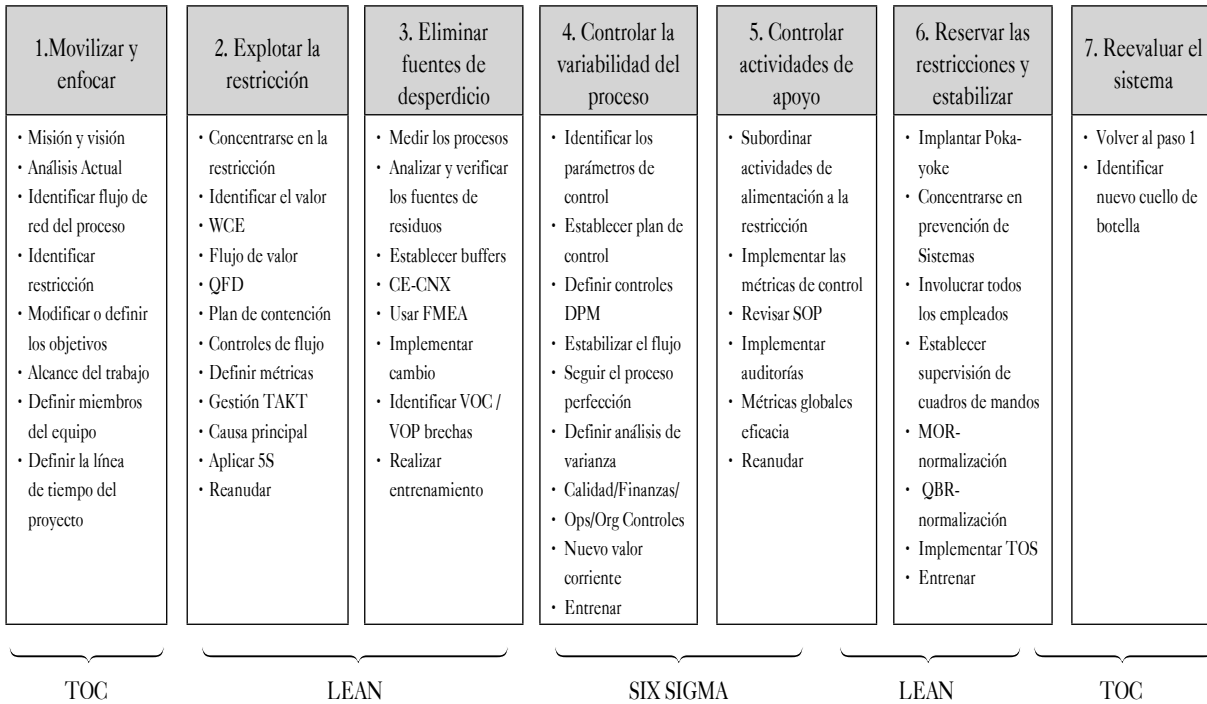 1.Movilizar y
enfocar
• Misión y visión
• Análisis Actual
• Identificar flujo de
red del proceso
• Identificar
restricción
• Modificar o definir
los objetivos
• Alcance del trabajo
• Definir miembros
del equipo
• Definir la línea
de tiempo del
proyecto
2. Explotar la
restricción
• Concentrarse en la
restricción
• Identificar el valor
• WCE
• Flujo de valor
• QFD
• Plan de contención
• Controles de flujo
• Definir métricas
• Gestión TAKT
• Causa principal
• Aplicar 5S
• Reanudar
3. Eliminar
fuentes de
desperdicio
• Medir los procesos
• Analizar y verificar
los fuentes de
residuos
• Establecer buffers
• CE-CNX
• Usar FMEA
• Implementar
cambio
• Identificar VOC /
VOP brechas
• Realizar
entrenamiento
4. Controlar la
variabilidad del
proceso
• Identificar los
parámetros de
control
• Establecer plan de
control
• Definir controles
DPM
• Estabilizar el flujo
• Seguir el proceso
perfección
• Definir análisis de
varianza
• Calidad/Finanzas/
• Ops/Org Controles
• Nuevo valor
corriente
• Entrenar
5. Controlar
actividades de
apoyo
• Subordinar
actividades de
alimentación a la
restricción
• Implementar las
métricas de control
• Revisar SOP
• Implementar
auditorías
• Métricas globales
eficacia
• Reanudar
6. Reservar las
restricciones y
estabilizar
• Implantar Poka-
yoke
• Concentrarse en
prevención de
Sistemas
• Involucrar todos
los empleados
• Establecer
supervisión de
cuadros de mandos
• MOR-
normalización
• QBR-
normalización
• Implementar TOS
• Entrenar
7. Reevaluar el
sistema
• Volver al paso 1
• Identificar
nuevo cuello de
botella
TOC
LEAN
SIX SIGMA
LEAN
TOC